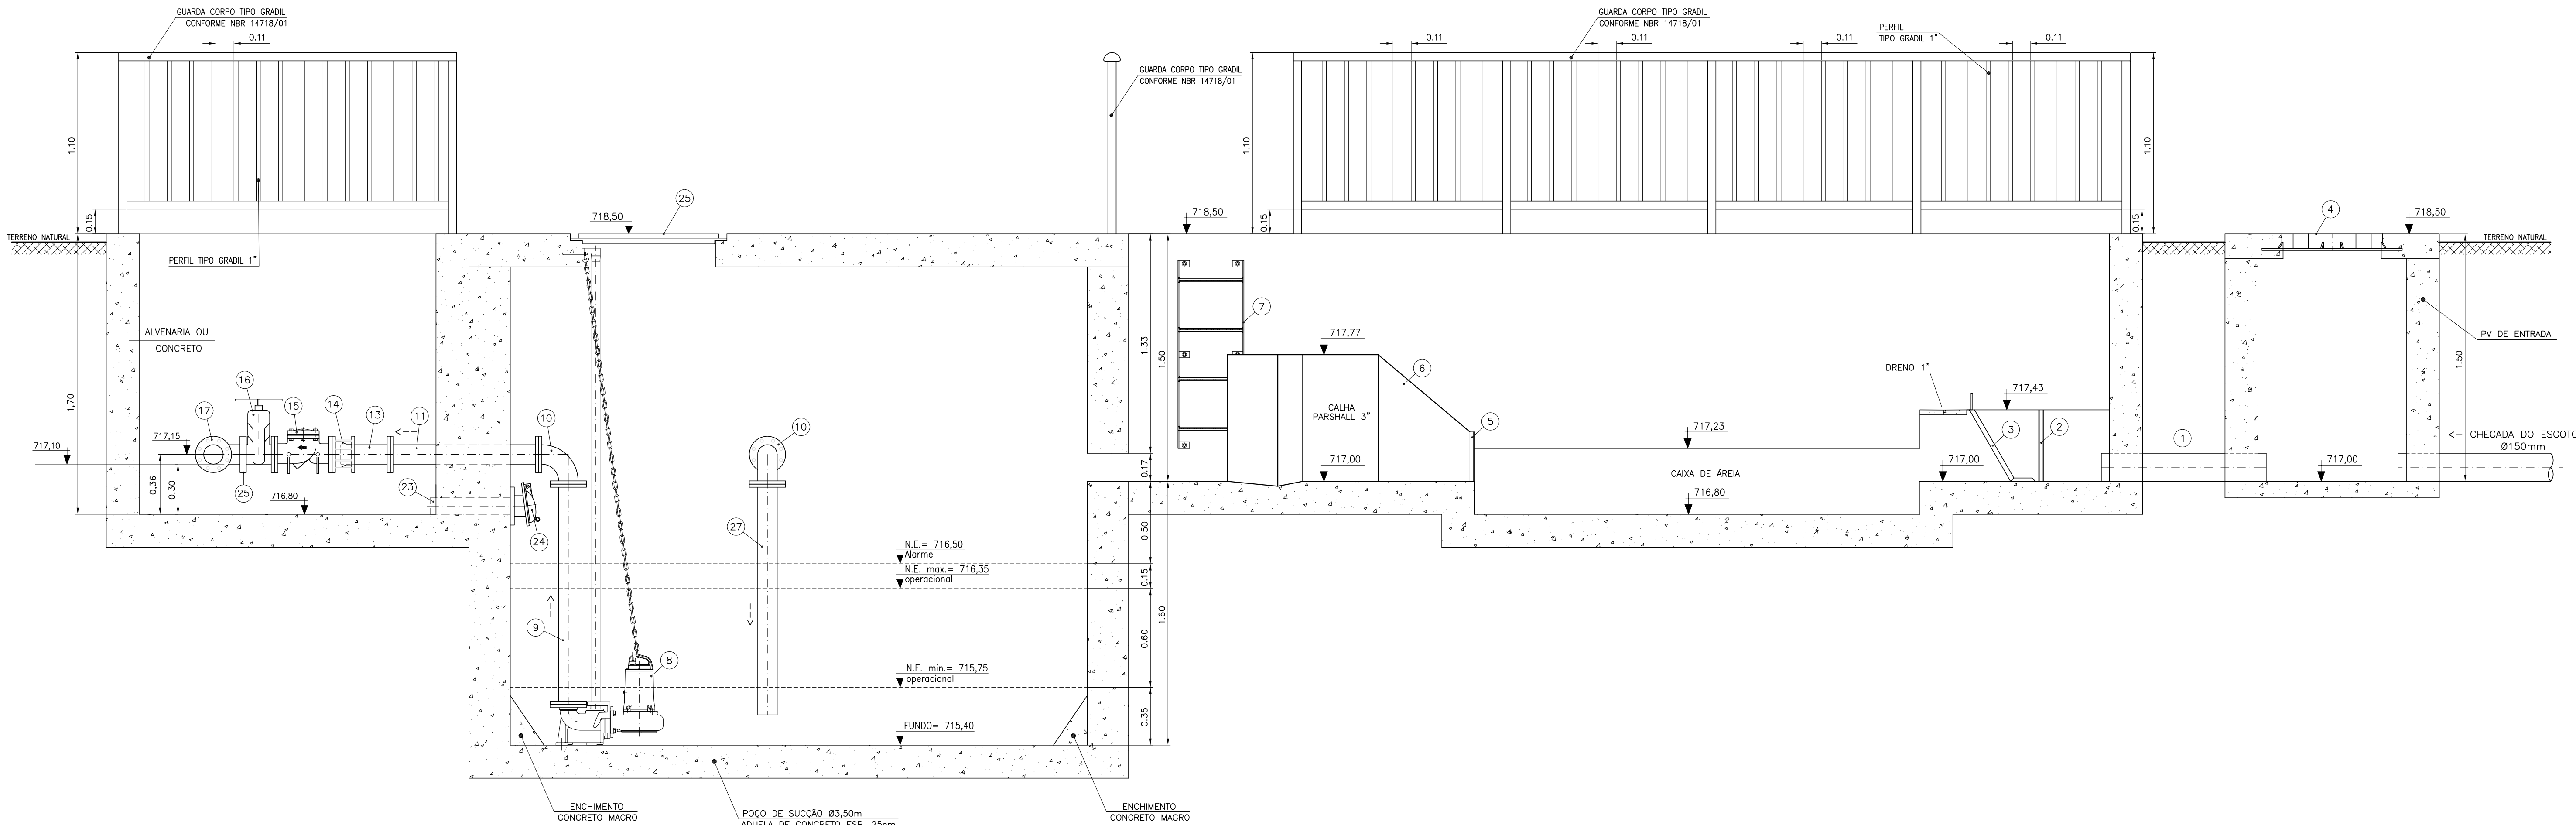 GUARDA CORPO TIPO GRADIL
CONFORME NBR 14718/01
0.11
1.10
0.15
TERRENO NATURAL
PERFIL TIPO GRADIL 1"
ALVENARIA OU
CONCRETO
1.70
717,10
717,15
0.36
0.30
716,80
17
16
15
14
13
11
25
23
24
10
9
8
718,50
25
10
27
N.E.= 716,50
Alarme
N.E. max.= 716,35
operacional
N.E. min.= 715,75
operacional
FUNDO= 715,40
ENCHIMENTO
CONCRETO MAGRO
POÇO DE SUCÇÃO Ø3,50m
ADUELA DE CONCRETO ESP. 25cm
ENCHIMENTO
CONCRETO MAGRO
GUARDA CORPO TIPO GRADIL
CONFORME NBR 14718/01
1.33
1.50
0.17
0.50
0.15
0.60
1.60
0.35
718,50
1.10
0.15
GUARDA CORPO TIPO GRADIL
CONFORME NBR 14718/01
0.11
0.11
0.11
0.11
PERFIL
TIPO GRADIL 1"
1.10
0.15
7
717,77
6
CALHA
PARSHALL 3"
5
717,00
717,23
CAIXA DE ÁREIA
716,80
DRENO 1"
717,43
3
2
717,00
1
4
718,50
TERRENO NATURAL
PV DE ENTRADA
1.50
717,00
<- CHEGADA DO ESGOTO
Ø150mm